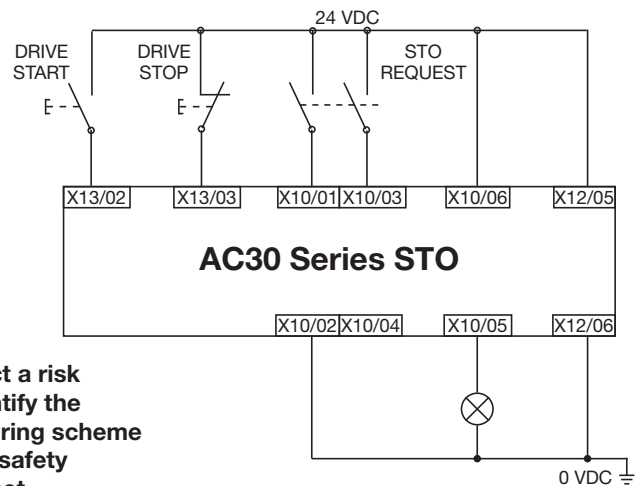 24 VDC
DRIVE START
DRIVE STOP
STO REQUEST
X13/02 X13/03 X10/01 X10/03 X10/06 X12/05
AC30 Series STO
X10/02 X10/04 X10/05 X12/06
t a risk
tify the
ring scheme
safety
0 VDC